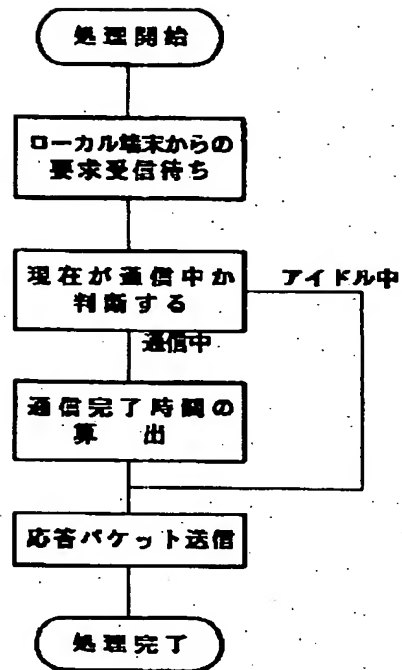 処理開始
ローカル端末からの
要求受信待ち
現在が通信中か
判断する
アイドル中
通信中
通信完了時間の
算出
応答パケット送信
処理完了